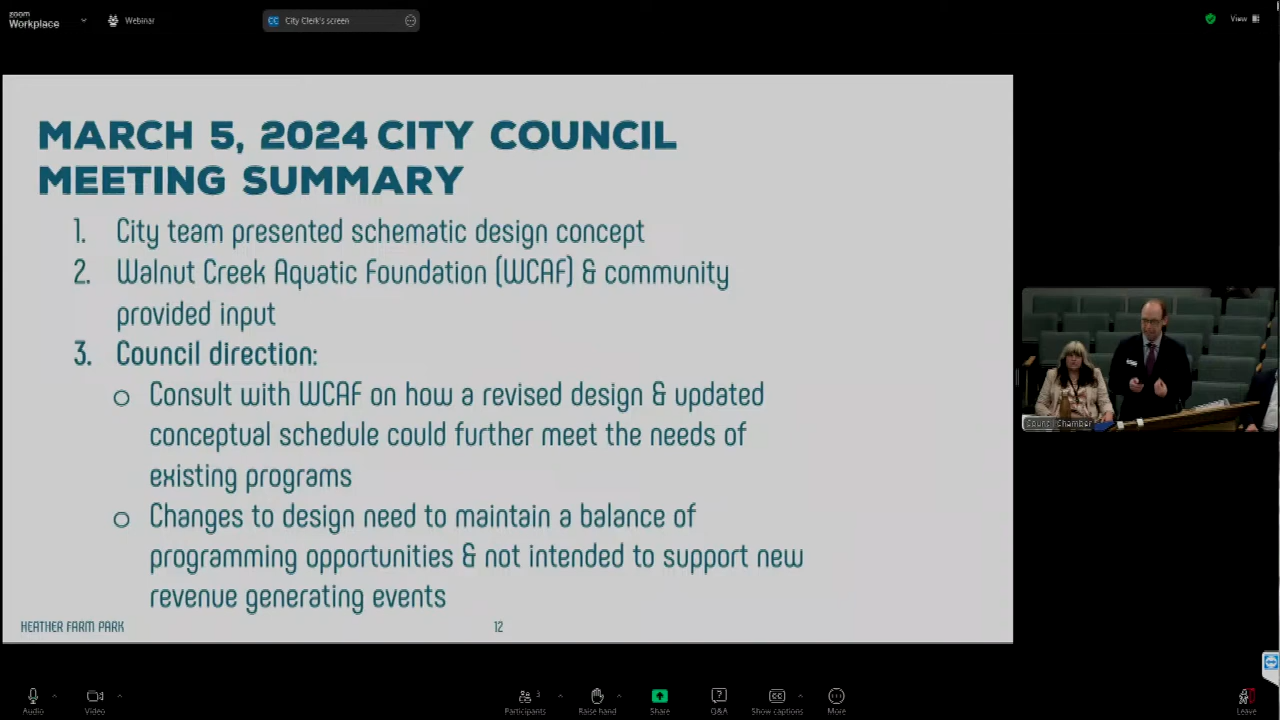 zoom
Workplace
Webinar
CC City Clerk's screen
View
MARCH 5, 2024 CITY COUNCIL
MEETING SUMMARY
1. City team presented schematic design concept
2. Walnut Creek Aquatic Foundation (WCAF) & community
provided input
3. Council direction:
o Consult with WCAF on how a revised design & updated
conceptual schedule could further meet the needs of
existing programs
o Changes to design need to maintain a balance of
programming opportunities & not intended to support new
revenue generating events
HEATHER FARM PARK
12
Council Chamber
Audio
Video
Participants
3
Raise hand
Share
Q&A
CC
Show captions
More
Leave